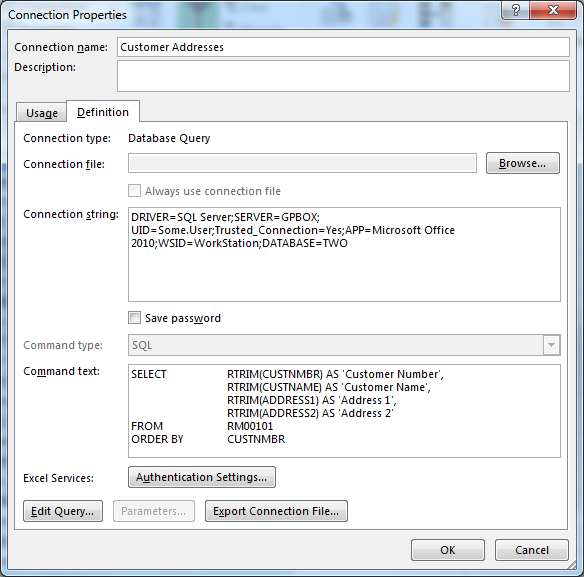 Connection Properties
Connection name: Customer Addresses
Description:
Usage Definition
Connection type: Database Query
Connection file: Browse...
Always use connection file
Connection string: DRIVER=SQL Server;SERVER=GPBOX;
UID=Some.User;Trusted_Connection=Yes;APP=Microsoft Office
2010;WSID=WorkStation;DATABASE=TWO
Save password
Command type: SQL
Command text: SELECT RTRIM(CUSTNMBR) AS 'Customer Number',
RTRIM(CUSTNAME) AS 'Customer Name',
RTRIM(ADDRESS1) AS 'Address 1',
RTRIM(ADDRESS2) AS 'Address 2'
FROM RM00101
ORDER BY CUSTNMBR
Excel Services: Authentication Settings...
Edit Query... Parameters... Export Connection File...
OK Cancel